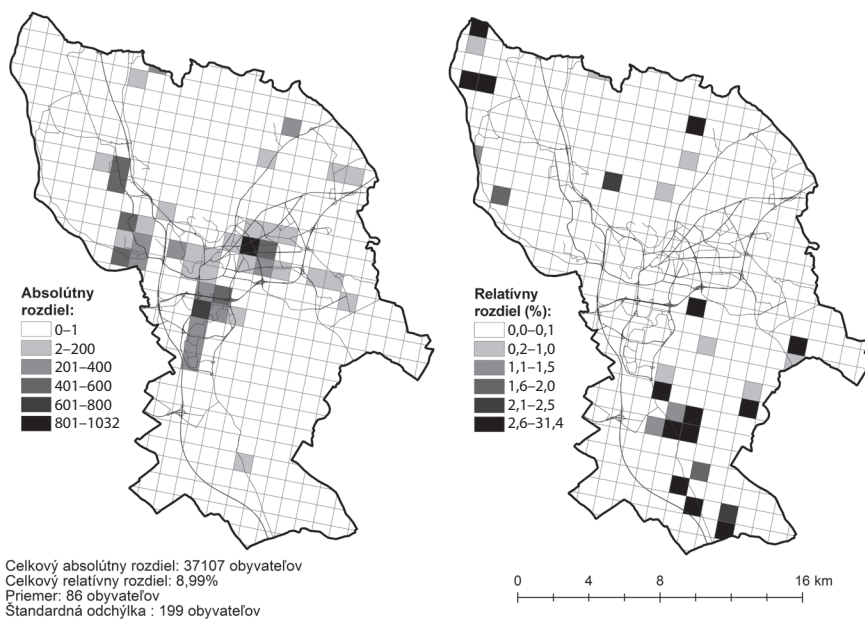 Absolútny
rozdiel:
0–1
2–200
201–400
401–600
601–800
801–1032
Relatívny
rozdiel (%):
0,0–0,1
0,2–1,0
1,1–1,5
1,6–2,0
2,1–2,5
2,6–31,4
Celkový absolútny rozdiel: 37107 obyvateľov
Celkový relatívny rozdiel: 8,99%
Priemer: 86 obyvateľov
Štandardná odchýlka : 199 obyvateľov
0 4 8 16 km